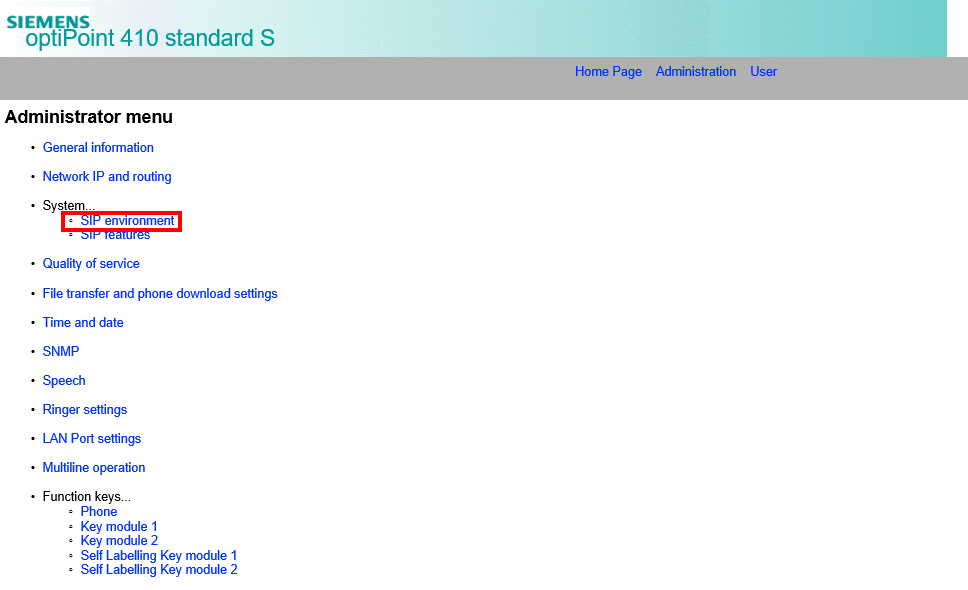 SIEMENS
optiPoint 410 standard S
Home Page Administration User
Administrator menu
• General information
• Network IP and routing
• System...
◦ SIP environment
◦ SIP features
• Quality of service
• File transfer and phone download settings
• Time and date
• SNMP
• Speech
• Ringer settings
• LAN Port settings
• Multiline operation
• Function keys...
◦ Phone
◦ Key module 1
◦ Key module 2
◦ Self Labelling Key module 1
◦ Self Labelling Key module 2